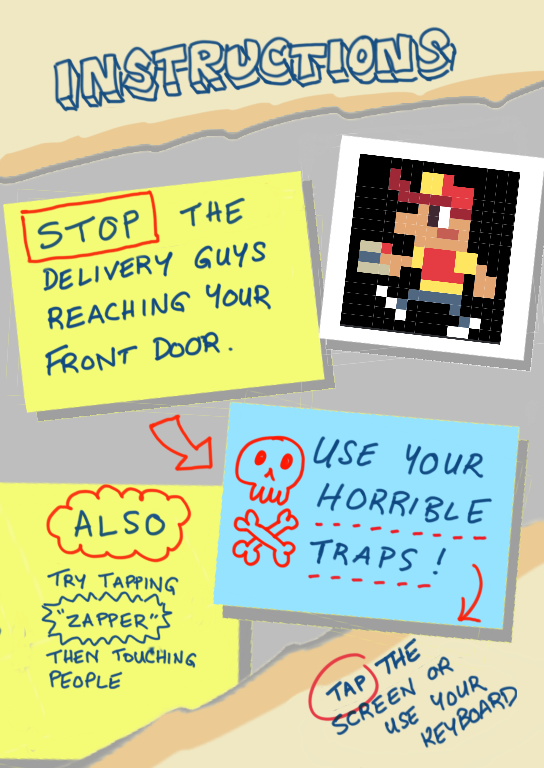 INSTRUCTIONS
STOP THE
DELIVERY GUYS
REACHING YOUR
FRONT DOOR.
USE YOUR
HORRIBLE
TRAPS!
ALSO
TRY TAPPING
"ZAPPER"
THEN TOUCHING
PEOPLE
TAP THE
SCREEN OR
USE YOUR
KEYBOARD